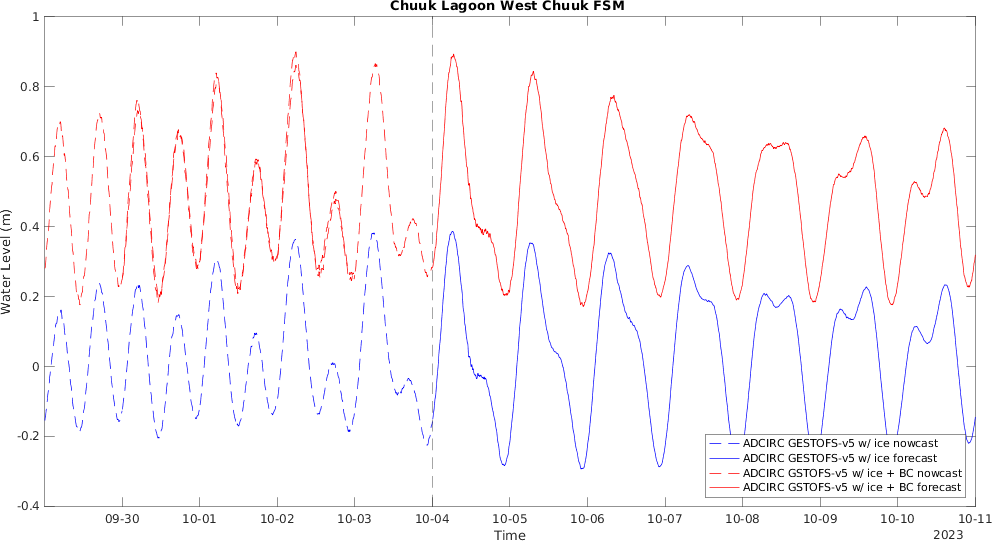 Chuuk Lagoon West Chuuk FSM
1
0.8
0.6
0.4
0.2
0
-0.2
-0.4
Water Level (m)
ADCIRC GESTOFS-v5 w/ ice nowcast
ADCIRC GESTOFS-v5 w/ ice forecast
ADCIRC GSTOFS-v5 w/ ice + BC nowcast
ADCIRC GSTOFS-v5 w/ ice + BC forecast
09-30 10-01 10-02 10-03 10-04 10-05 10-06 10-07 10-08 10-09 10-10 10-11
Time
2023